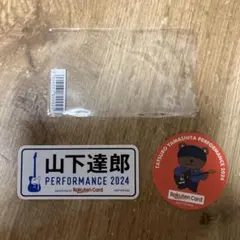 山下達郎
PERFORMANCE 2024
Rakuten Card
TATSURO YAMASHITA PERFORMANCE 2024
Rakuten Card